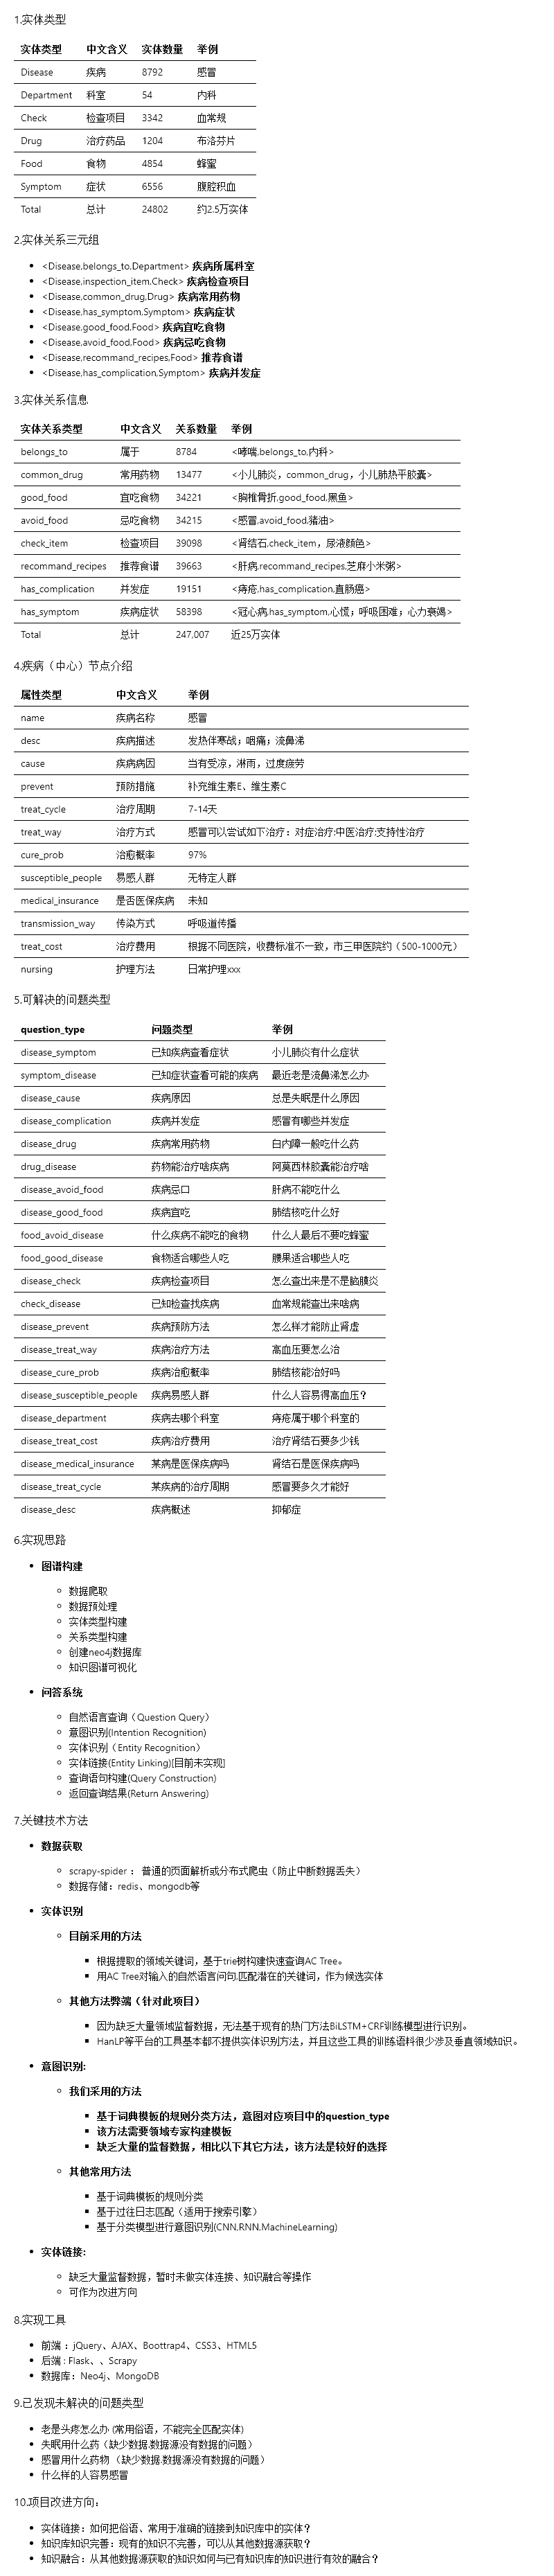 1.实体类型
实体类型 中文含义 实体数量 举例
Disease 疾病 8792 感冒
Department 科室 54 内科
Check 检查项目 3342 血常规
Drug 治疗药品 1204 布洛芬片
Food 食物 4854 蜂蜜
Symptom 症状 6556 腹腔积血
Total 总计 24802 约2.5万实体
2.实体关系三元组
• <Disease,belongs_to,Department> 疾病所属科室
• <Disease,inspection_item,Check> 疾病检查项目
• <Disease,common_drug,Drug> 疾病常用药物
• <Disease,has_symptom,Symptom> 疾病症状
• <Disease,good_food,Food> 疾病宜吃食物
• <Disease,avoid_food,Food> 疾病忌吃食物
• <Disease,recommand_recipes,Food> 推荐食谱
• <Disease,has_complication,Symptom> 疾病并发症
3.实体关系信息
实体关系类型 中文含义 关系数量 举例
belongs_to 属于 8784 <哮喘,belongs_to,内科>
common_drug 常用药物 13477 <小儿肺炎，common_drug，小儿肺热平胶囊>
good_food 宜吃食物 34221 <胸椎骨折,good_food,黑鱼>
avoid_food 忌吃食物 34215 <感冒,avoid_food,猪油>
check_item 检查项目 39098 <肾结石,check_item，尿液颜色>
recommand_recipes 推荐食谱 39663 <肝病,recommand_recipes,芝麻小米粥>
has_complication 并发症 19151 <痔疮,has_complication,直肠癌>
has_symptom 疾病症状 58398 <冠心病,has_symptom,心慌；呼吸困难；心力衰竭>
Total 总计 247,007 近25万实体
4.疾病（中心）节点介绍
属性类型 中文含义 举例
name 疾病名称 感冒
desc 疾病描述 发热伴寒战；咽痛；流鼻涕
cause 疾病病因 当有受凉，淋雨，过度疲劳
prevent 预防措施 补充维生素E、维生素C
treat_cycle 治疗周期 7-14天
treat_way 治疗方式 感冒可以尝试如下治疗：对症治疗;中医治疗;支持性治疗
cure_prob 治愈概率 97%
susceptible_people 易感人群 无特定人群
medical_insurance 是否医保疾病 未知
transmission_way 传染方式 呼吸道传播
treat_cost 治疗费用 根据不同医院，收费标准不一致，市三甲医院约（500-1000元）
nursing 护理方法 日常护理xxx
5.可解决的问题类型
question_type 问题类型 举例
disease_symptom 已知疾病查看症状 小儿肺炎有什么症状
symptom_disease 已知症状查看可能的疾病 最近老是流鼻涕怎么办
disease_cause 疾病原因 总是失眠是什么原因
disease_complication 疾病并发症 感冒有哪些并发症
disease_drug 疾病常用药物 白内障一般吃什么药
drug_disease 药物能治疗啥疾病 阿莫西林胶囊能治疗啥
disease_avoid_food 疾病忌口 肝病不能吃什么
disease_good_food 疾病宜吃 肺结核吃什么好
food_avoid_disease 什么疾病不能吃的食物 什么人最后不要吃蜂蜜
food_good_disease 食物适合哪些人吃 腰果适合哪些人吃
disease_check 疾病检查项目 怎么查出来是不是脑膜炎
check_disease 已知检查找疾病 血常规能查出来啥病
disease_prevent 疾病预防方法 怎么样才能防止肾虚
disease_treat_way 疾病治疗方法 高血压要怎么治
disease_cure_prob 疾病治愈概率 肺结核能治好吗
disease_susceptible_people 疾病易感人群 什么人容易得高血压？
disease_department 疾病去哪个科室 痔疮属于哪个科室的
disease_treat_cost 疾病治疗费用 治疗肾结石要多少钱
disease_medical_insurance 某病是医保疾病吗 肾结石是医保疾病吗
disease_treat_cycle 某疾病的治疗周期 感冒要多久才能好
disease_desc 疾病概述 抑郁症
6.实现思路
• 图谱构建
◦ 数据爬取
◦ 数据预处理
◦ 实体类型构建
◦ 关系类型构建
◦ 创建neo4j数据库
◦ 知识图谱可视化
• 问答系统
◦ 自然语言查询（Question Query）
◦ 意图识别(Intention Recognition)
◦ 实体识别（Entity Recognition）
◦ 实体链接(Entity Linking)[目前未实现]
◦ 查询语句构建(Query Construction)
◦ 返回查询结果(Return Answering)
7.关键技术方法
• 数据获取
◦ scrapy-spider ： 普通的页面解析或分布式爬虫（防止中断数据丢失）
◦ 数据存储：redis、mongodb等
• 实体识别
◦ 目前采用的方法
▪ 根据提取的领域关键词，基于trie树构建快速查询AC Tree。
▪ 用AC Tree对输入的自然语言问句,匹配潜在的关键词，作为候选实体
◦ 其他方法弊端（针对此项目）
▪ 因为缺乏大量领域监督数据，无法基于现有的热门方法BiLSTM+CRF训练模型进行识别。
▪ HanLP等平台的工具基本都不提供实体识别方法，并且这些工具的训练语料很少涉及垂直领域知识。
• 意图识别:
◦ 我们采用的方法
▪ 基于词典模板的规则分类方法，意图对应项目中的question_type
▪ 该方法需要领域专家构建模板
▪ 缺乏大量的监督数据，相比以下其它方法，该方法是较好的选择
◦ 其他常用方法
▪ 基于词典模板的规则分类
▪ 基于过往日志匹配（适用于搜索引擎）
▪ 基于分类模型进行意图识别(CNN.RNN.MachineLearning)
• 实体链接:
◦ 缺乏大量监督数据，暂时未做实体连接、知识融合等操作
◦ 可作为改进方向
8.实现工具
• 前端 ：jQuery、AJAX、Boottrap4、CSS3、HTML5
• 后端 : Flask、、Scrapy
• 数据库：Neo4j、MongoDB
9.已发现未解决的问题类型
• 老是头疼怎么办 (常用俗语，不能完全匹配实体)
• 失眠用什么药（缺少数据,数据源没有数据的问题）
• 感冒用什么药物 （缺少数据,数据源没有数据的问题）
• 什么样的人容易感冒
10.项目改进方向：
• 实体链接：如何把俗语、常用于准确的链接到知识库中的实体？
• 知识库知识完善：现有的知识不完善，可以从其他数据源获取？
• 知识融合：从其他数据源获取的知识如何与已有知识库的知识进行有效的融合？